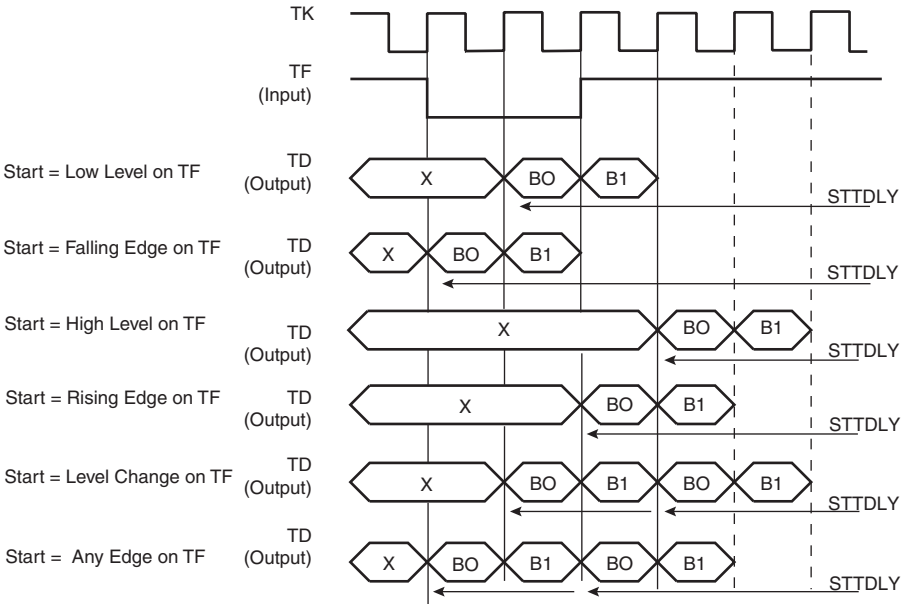 TK
TF
(Input)
Start = Low Level on TF
TD
(Output)
X
BO
B1
STTDLY
Start = Falling Edge on TF
TD
(Output)
X
BO
B1
STTDLY
Start = High Level on TF
TD
(Output)
X
BO
B1
STTDLY
Start = Rising Edge on TF
TD
(Output)
X
BO
B1
STTDLY
Start = Level Change on TF
TD
(Output)
X
BO
B1
BO
B1
STTDLY
Start = Any Edge on TF
TD
(Output)
X
BO
B1
BO
B1
STTDLY